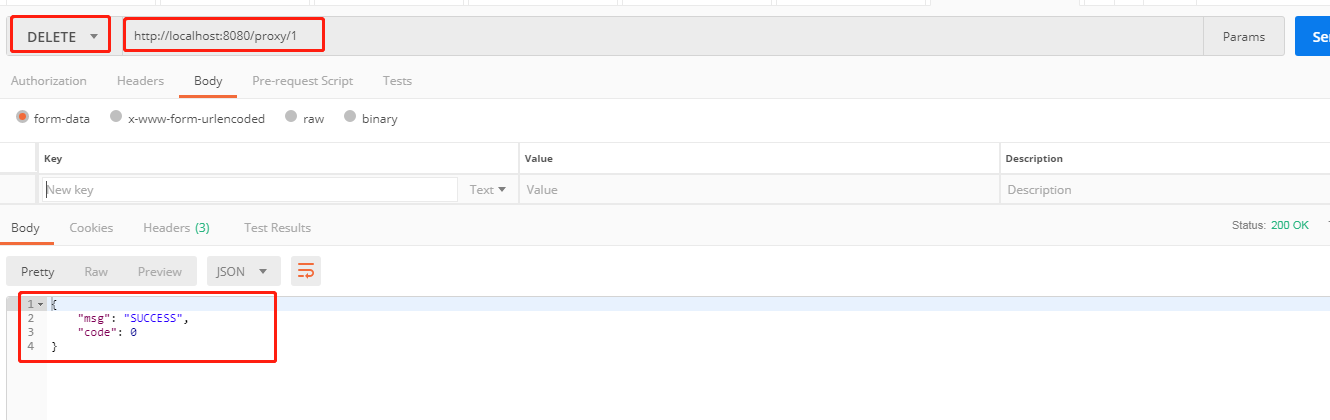 DELETE http://localhost:8080/proxy/1 Params
Authorization Headers Body Pre-request Script Tests
form-data x-www-form-urlencoded raw binary
Key Value Description
New key Text Value Description
Body Cookies Headers (3) Test Results Status: 200 OK
Pretty Raw Preview JSON
1 {
2 "msg": "SUCCESS",
3 "code": 0
4 }